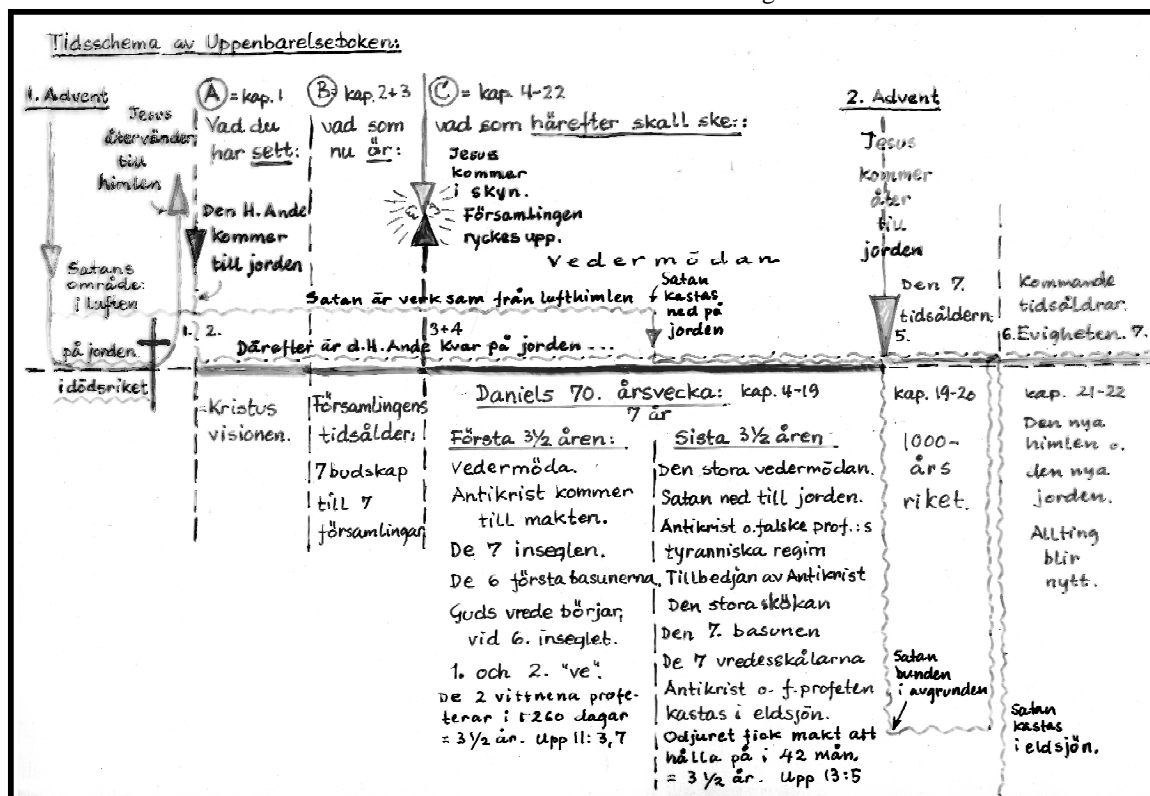 Tidsschema av Uppenbarelseboken:
1. Advent
Jesus
återvänder
till
himlen
A = kap. 1
Vad du
har sett:
B = kap. 2+3
vad som
nu är:
C = kap. 4-22
vad som härefter skall ske:
2. Advent
Jesus
kommer
åter
till
jorden
Jesus
kommer
i skyn.
Församlingen
ryckes upp.
Den H. Ande
kommer
till jorden
Vedermödan
Satans
område:
i luften
Satan är verksam från lufthimlen
Satan
kastas
ned på
jorden
Den 7.
tidsåldern:
5.
Kommande
tidsåldrar.
6. Evigheten. 7.
på jorden.
1.
2.
3+4
Därefter är d.H. Ande kvar på jorden ...
i dödsriket
Kristus
visionen.
Församlingens
tidsålder:
7 budskap
till 7
församlingar
Daniels 70. årsvecka: kap. 4-19
7 år
Första 3½ åren:
Vedermöda.
Antikrist kommer
till makten.
De 7 inseglen.
De 6 första basunerna.
Guds vrede börjar,
vid 6. inseglet.
1. och 2. "ve".
De 2 vittnena profe-
terar i 1260 dagar
= 3½ år. Upp 11: 3,7
Sista 3½ åren
Den stora vedermödan.
Satan ned till jorden.
Antikrist o. falske prof.:s
tyranniska regim
Tillbedjan av Antikrist
Den stora skökan
Den 7. basunen
De 7 vredesskålarna
Antikrist o. f. profeten
kastas i eldsjön.
Odjuret fick makt att
hålla på i 42 mån.
= 3½ år. Upp 13:5
kap. 19-20
1000-
års
riket.
Satan
bunden
i avgrunden
kap. 21-22
Den nya
himlen o.
den nya
jorden.
Allting
blir
nytt.
Satan
kastas
i eldsjön.